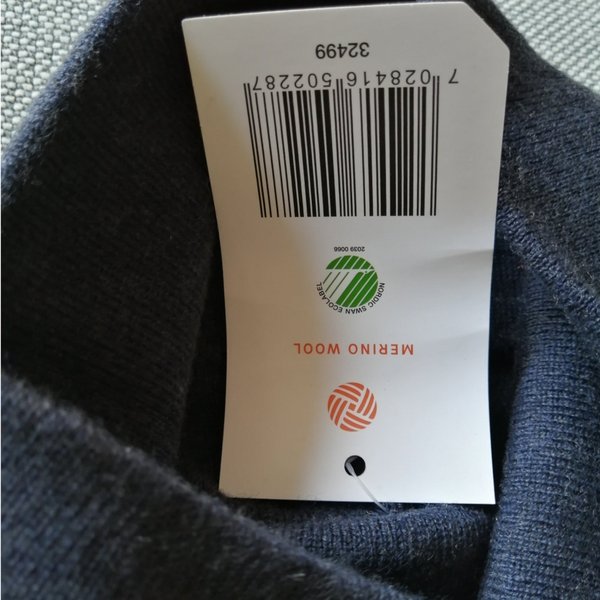 MERINO WOOL
NORDIC SWAN ECOLABEL
2039 0066
7 028416 502287
32499